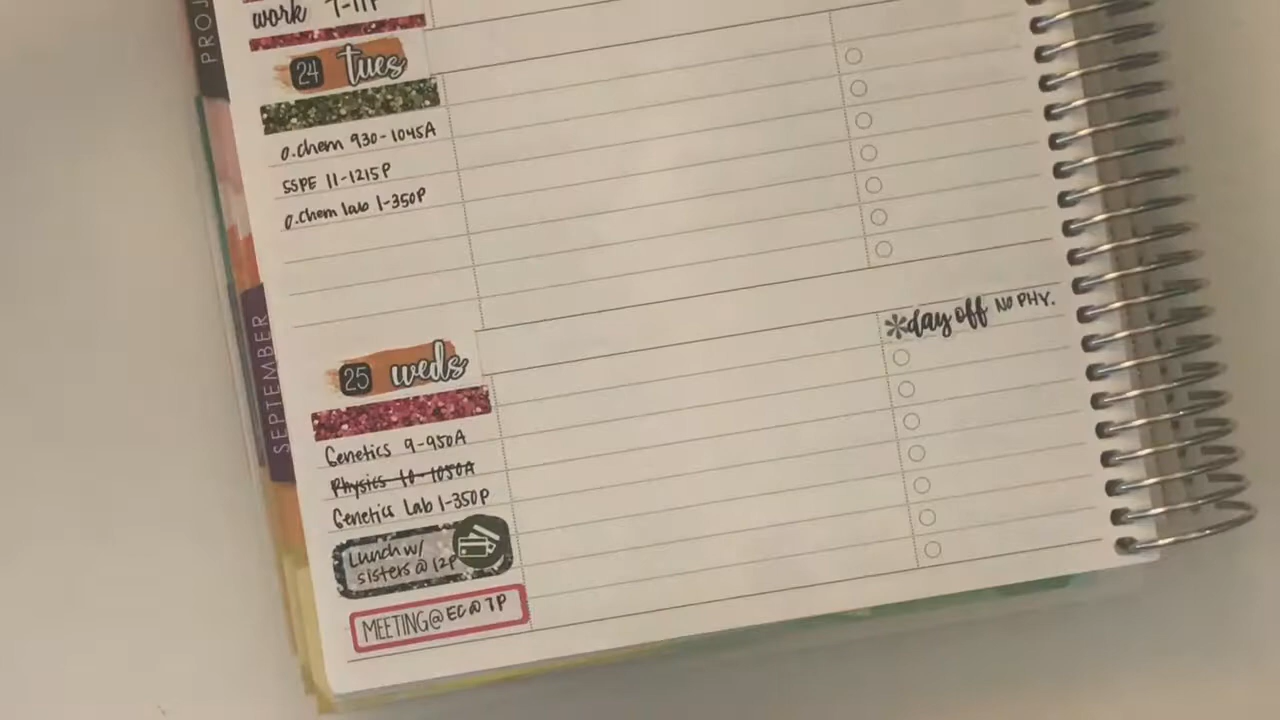 PROJ
work 7-11P
24 tues
o.chem 930-1045A
SSPE 11-1215P
o.chem lab 1-350P
SEPTEMBER
*day off NO PHY.
25 weds
Genetics 9-950A
Physics 10-1050A
Genetics Lab 1-350P
Lunch w/
sisters @ 12P
MEETING @ EC @ 7P